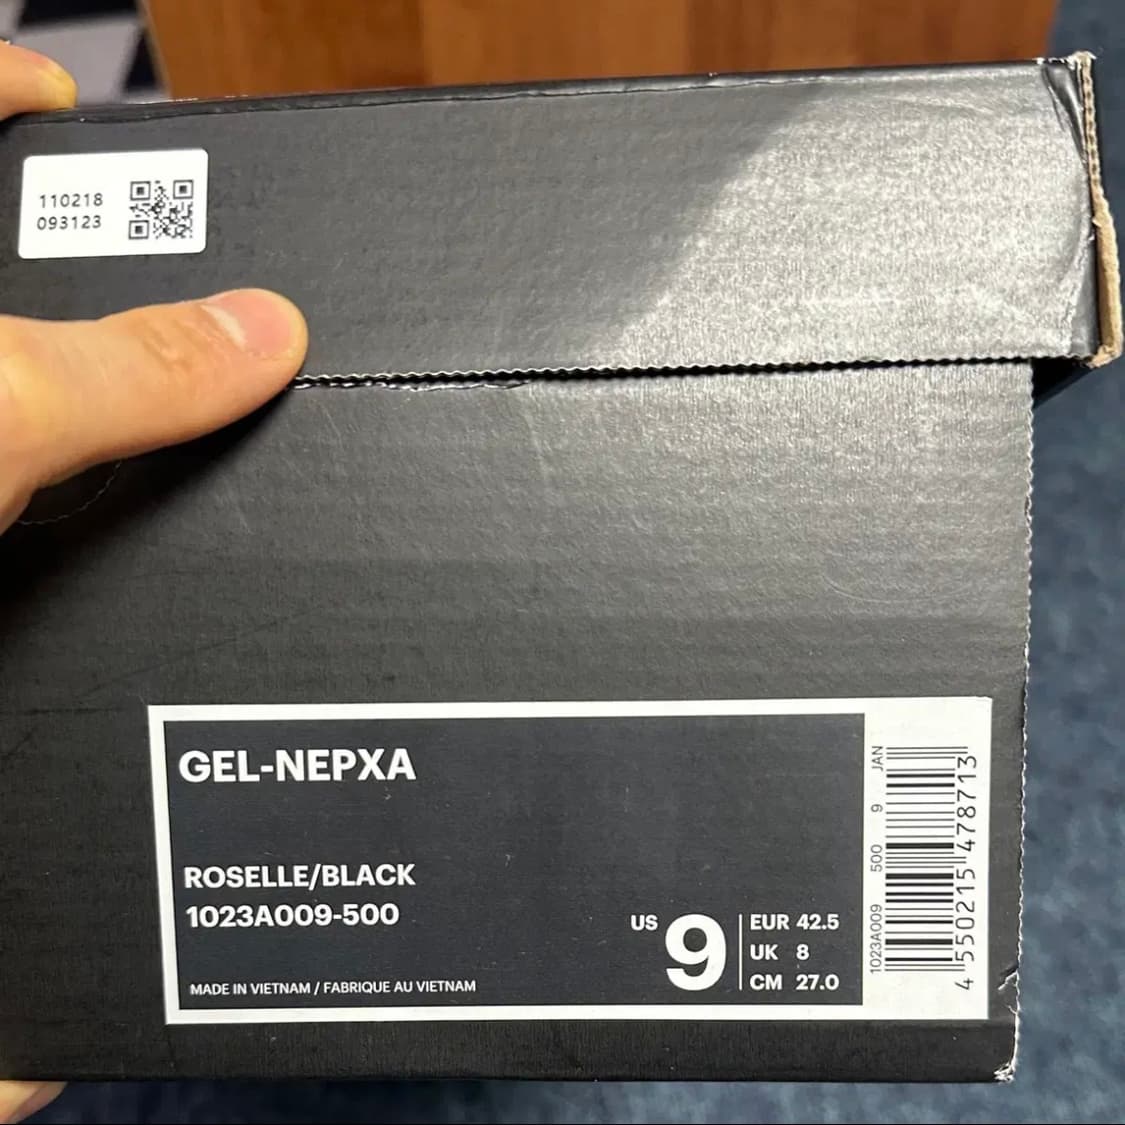 110218
093123
GEL-NEPXA
ROSELLE/BLACK
1023A009-500
MADE IN VIETNAM / FABRIQUE AU VIETNAM
US 9
EUR 42.5
UK 8
CM 27.0
1023A009 500 9 JAN
4 550215 478713